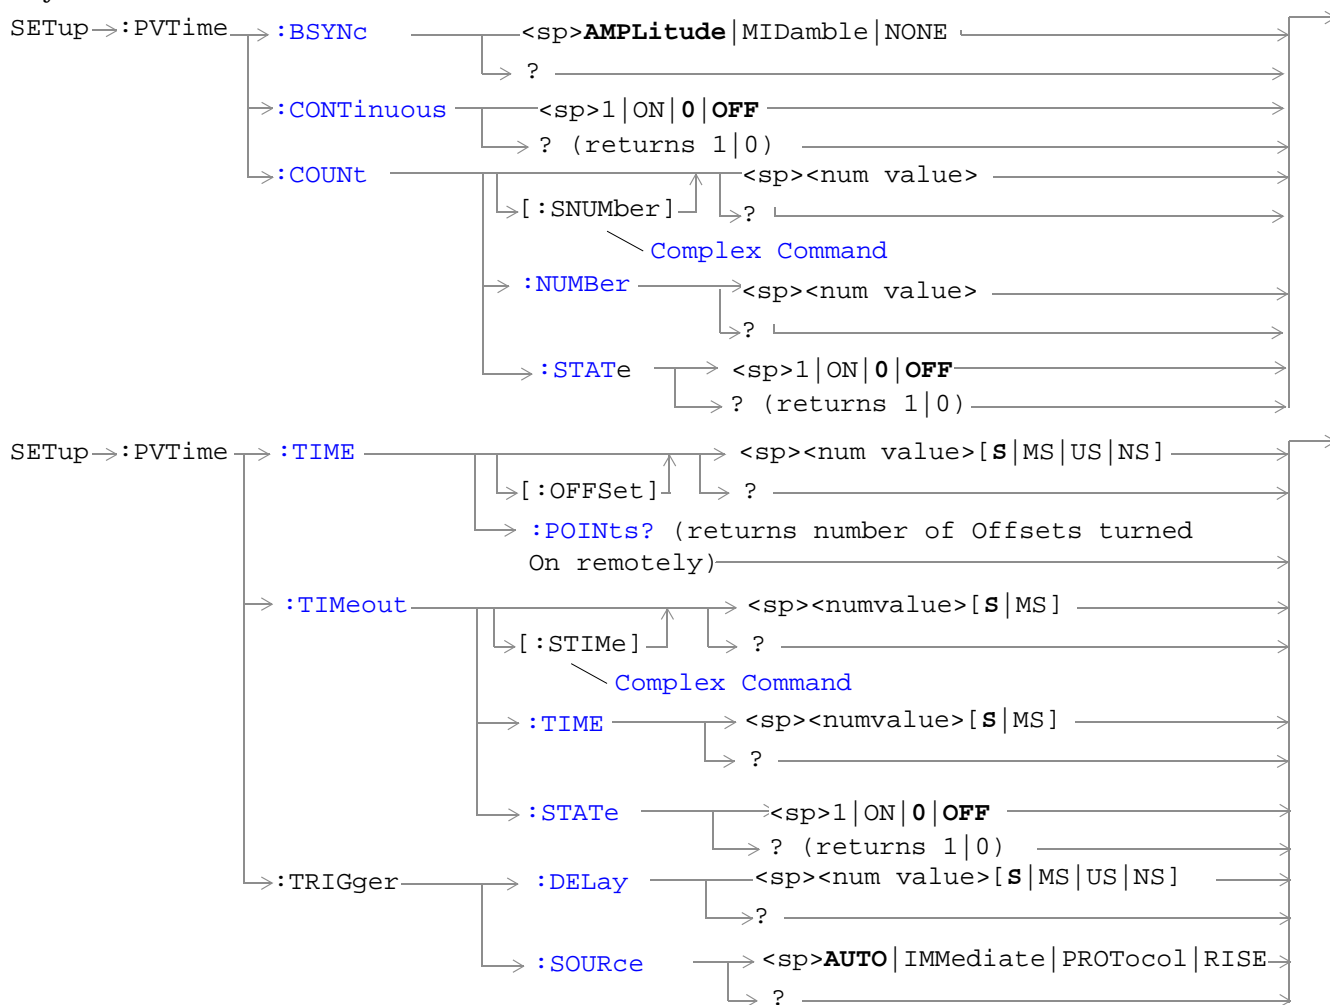 SETup :PVTime :BSYNc <sp>AMPLitude|MIDamble|NONE
?
:CONTinuous <sp>1|ON|0|OFF
? (returns 1|0)
:COUNt <sp><num value>
[:SNUMber] ?
Complex Command
:NUMBer <sp><num value>
?
:STATe <sp>1|ON|0|OFF
? (returns 1|0)
SETup :PVTime :TIME <sp><num value>[S|MS|US|NS]
[:OFFSet] ?
:POINts? (returns number of Offsets turned
On remotely)
:TIMeout <sp><numvalue>[S|MS]
[:STIMe] ?
Complex Command
:TIME <sp><numvalue>[S|MS]
?
:STATe <sp>1|ON|0|OFF
? (returns 1|0)
:TRIGger :DELay <sp><num value>[S|MS|US|NS]
?
:SOURce <sp>AUTO|IMMediate|PROTocol|RISE
?